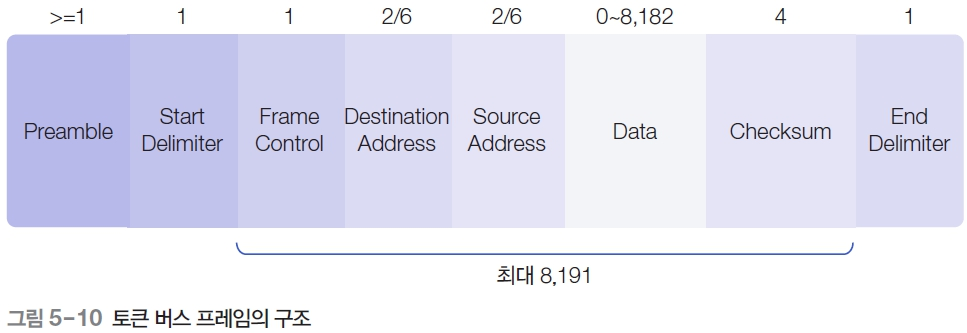 >=1 1 1 2/6 2/6 0~8,182 4 1
Preamble
Start
Delimiter
Frame
Control
Destination
Address
Source
Address
Data
Checksum
End
Delimiter
최대 8,191
그림 5-10 토큰 버스 프레임의 구조